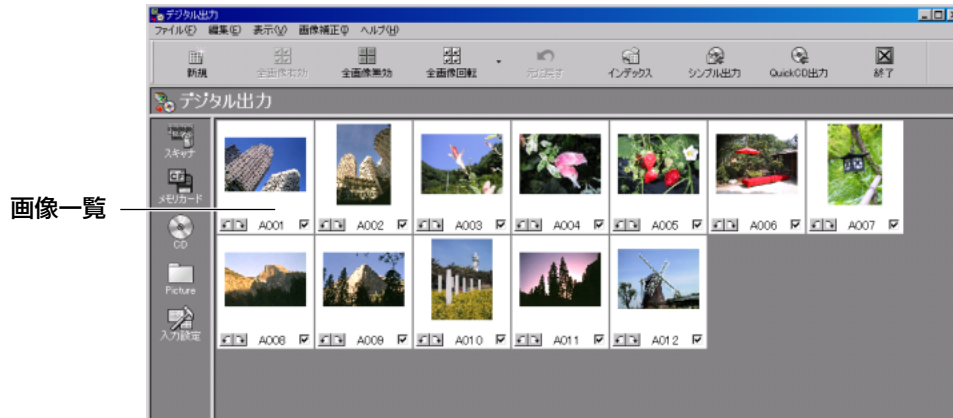 デジタル出力
ファイル(F) 編集(E) 表示(V) 画像補正(I) ヘルプ(H)
新規 全画像有効 全画像無効 全画像回転 元に戻す インデックス シンプル出力 QuickCD出力 終了
デジタル出力
スキャナ
メモリカード
CD
Picture
入力設定
画像一覧
A001 A002 A003 A004 A005 A006 A007
A008 A009 A010 A011 A012